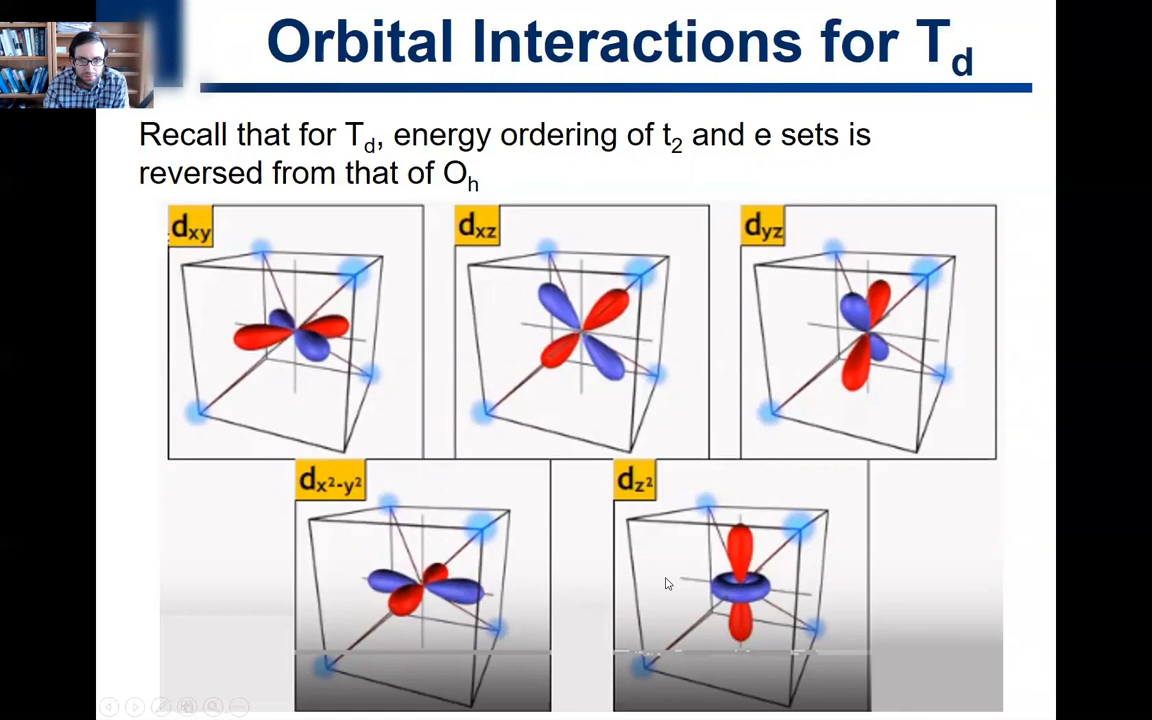 Orbital Interactions for Td
Recall that for Td, energy ordering of t2 and e sets is
reversed from that of Oh
dxy
dxz
dyz
dx²-y²
dz²